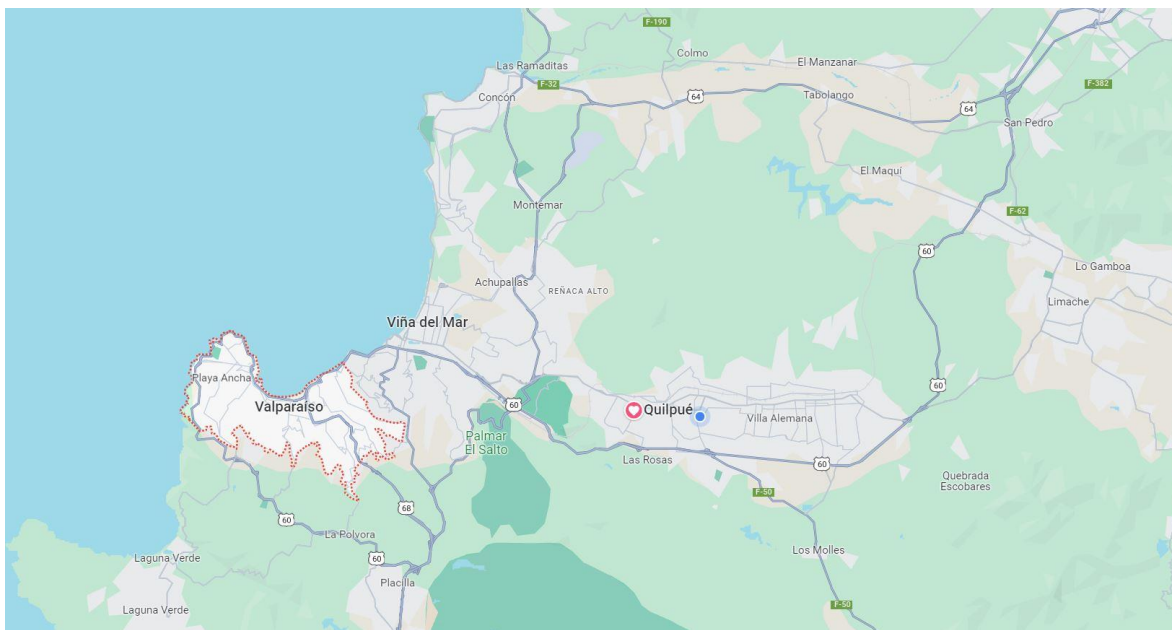 F-190
Colmo
Las Ramaditas
El Manzanar
F-32
F-382
Concón
64
Tabolango
64
San Pedro
El Maqui
Montemar
F-62
60
Lo Gamboa
Achupallas
REÑACA ALTO
Limache
Viña del Mar
Playa Ancha
60
Valparaíso
60
Quilpué
Villa Alemana
Palmar
El Salto
Las Rosas
60
Quebrada
Escobares
F-50
68
60
La Polvora
Los Molles
Laguna Verde
60
Placilla
Laguna Verde
F-50